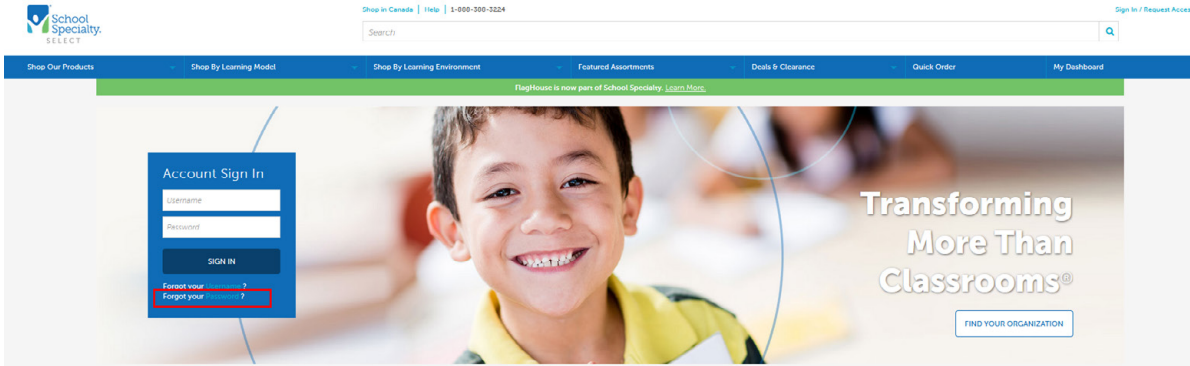 School
Specialty.
SELECT
Shop in Canada | Help | 1-800-300-3224
Sign In / Request Acces
Search
Shop Our Products
Shop By Learning Model
Shop By Learning Environment
Featured Assortments
Deals & Clearance
Quick Order
My Dashboard
FlagHouse is now part of School Specialty. Learn More.
Account Sign In
Username
Password
SIGN IN
Forgot your Username ?
Forgot your Password ?
Transforming
More Than
Classrooms®
FIND YOUR ORGANIZATION